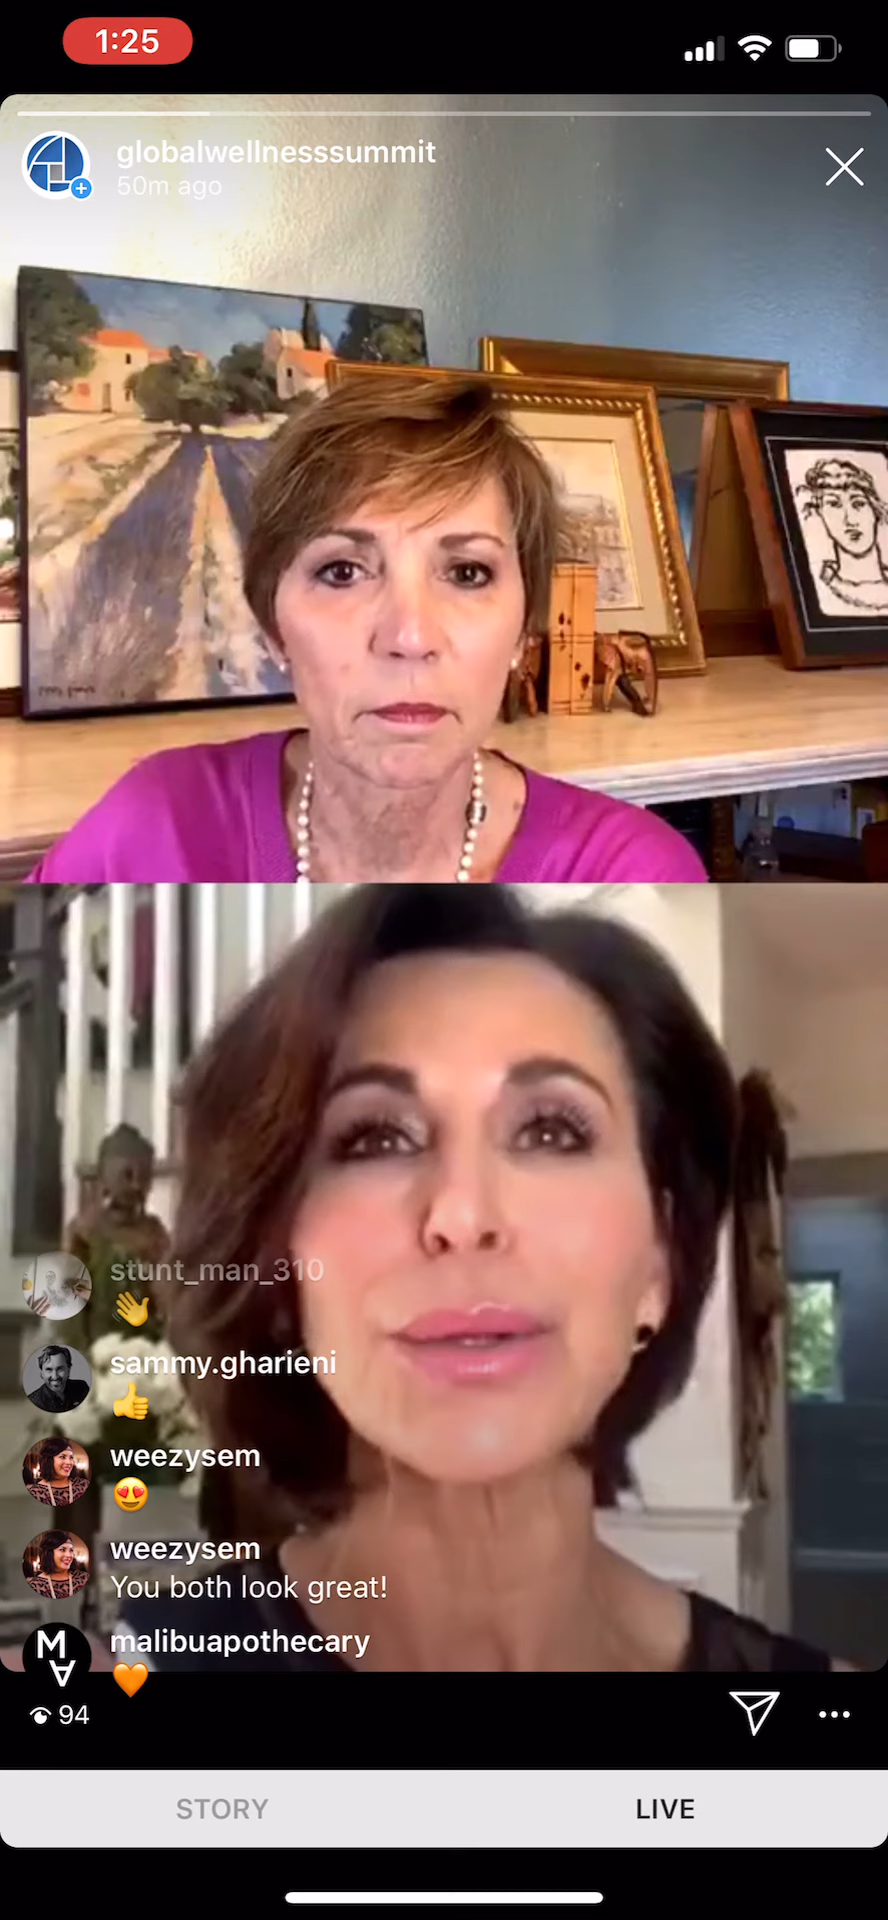 1:25
globalwellnesssummit
50m ago
stunt_man_310
👋
sammy.gharieni
👍
weezysem
😍
weezysem
You both look great!
malibuapothecary
🧡
94
STORY
LIVE